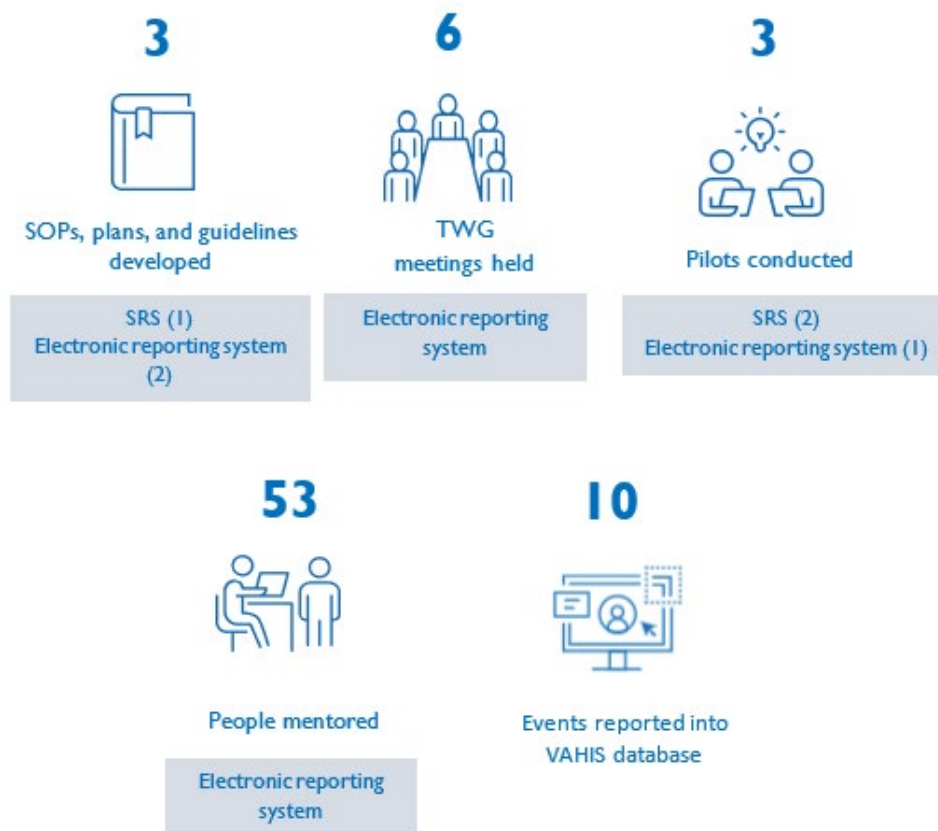 3
SOPs, plans, and guidelines
developed
SRS (1)
Electronic reporting system
(2)
6
TWG
meetings held
Electronic reporting
system
3
Pilots conducted
SRS (2)
Electronic reporting system (1)
53
People mentored
Electronic reporting
system
10
Events reported into
VAHIS database